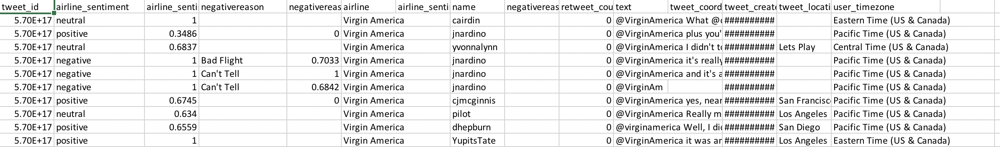 tweet_id airline_sentiment airline_senti negativereason negativereas airline airline_senti name negativereas retweet_cou text tweet_coord tweet_create tweet_locati user_timezone
5.70E+17 neutral 1 Virgin America cairdin 0 @VirginAmerica What @ ########## Eastern Time (US & Canada)
5.70E+17 positive 0.3486 0 Virgin America jnardino 0 @VirginAmerica plus you' ########## Pacific Time (US & Canada)
5.70E+17 neutral 0.6837 Virgin America yvonnalynn 0 @VirginAmerica I didn't t ########## Lets Play Central Time (US & Canada)
5.70E+17 negative 1 Bad Flight 0.7033 Virgin America jnardino 0 @VirginAmerica it's really ########## Pacific Time (US & Canada)
5.70E+17 negative 1 Can't Tell 1 Virgin America jnardino 0 @VirginAmerica and it's a ########## Pacific Time (US & Canada)
5.70E+17 negative 1 Can't Tell 0.6842 Virgin America jnardino 0 @VirginAm ########## Pacific Time (US & Canada)
5.70E+17 positive 0.6745 0 Virgin America cjmcginnis 0 @VirginAmerica yes, near ########## San Francisc Pacific Time (US & Canada)
5.70E+17 neutral 0.634 Virgin America pilot 0 @VirginAmerica Really m ########## Los Angeles Pacific Time (US & Canada)
5.70E+17 positive 0.6559 Virgin America dhepburn 0 @virginamerica Well, I di ########## San Diego Pacific Time (US & Canada)
5.70E+17 positive 1 Virgin America YupitsTate 0 @VirginAmerica it was a ########## Los Angeles Eastern Time (US & Canada)